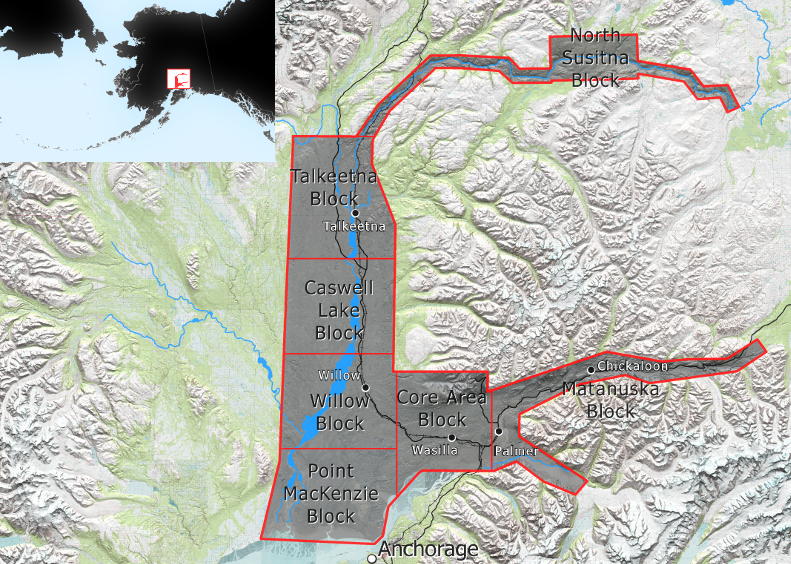 North
Susitna
Block
Talkeetna
Block
Talkeetna
Caswell
Lake
Block
Chickaloon
Willow
Matanuska
Block
Willow
Block
Core Area
Block
Wasilla
Palmer
Point
MacKenzie
Block
Anchorage